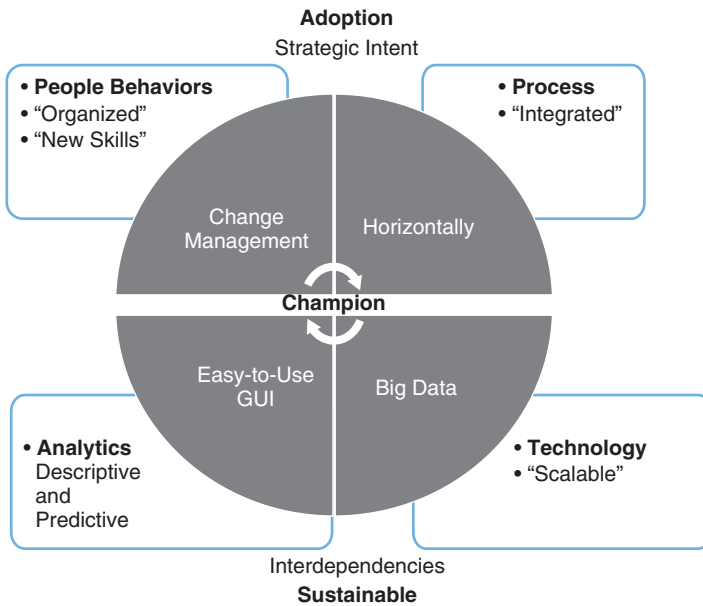 Adoption
Strategic Intent
• People Behaviors
• “Organized”
• “New Skills”
• Process
• “Integrated”
Change
Management
Horizontally
Champion
Easy-to-Use
GUI
Big Data
• Analytics
Descriptive
and
Predictive
• Technology
• “Scalable”
Interdependencies
Sustainable